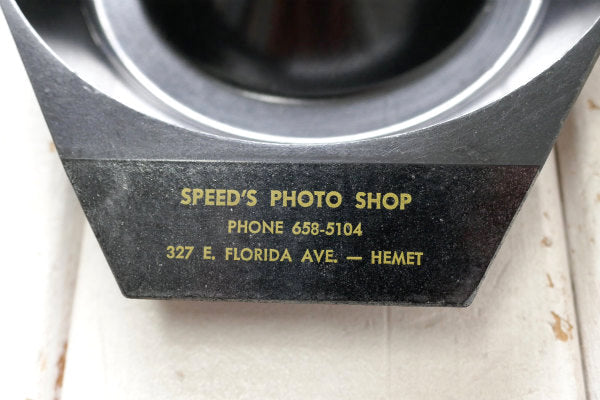 SPEED'S PHOTO SHOP
PHONE 658-5104
327 E. FLORIDA AVE. — HEMET